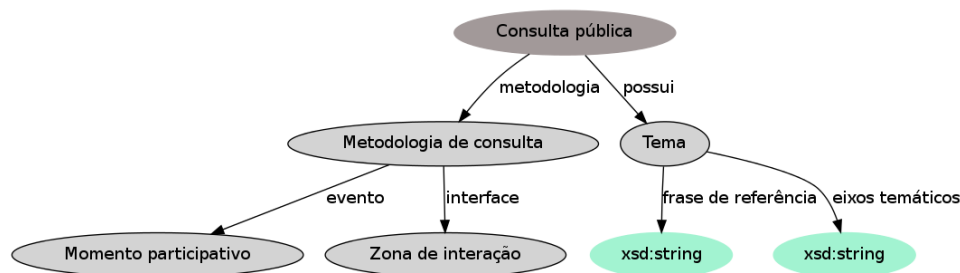 Consulta pública
metodologia
possui
Metodologia de consulta
Tema
evento
interface
frase de referência
eixos temáticos
Momento participativo
Zona de interação
xsd:string
xsd:string